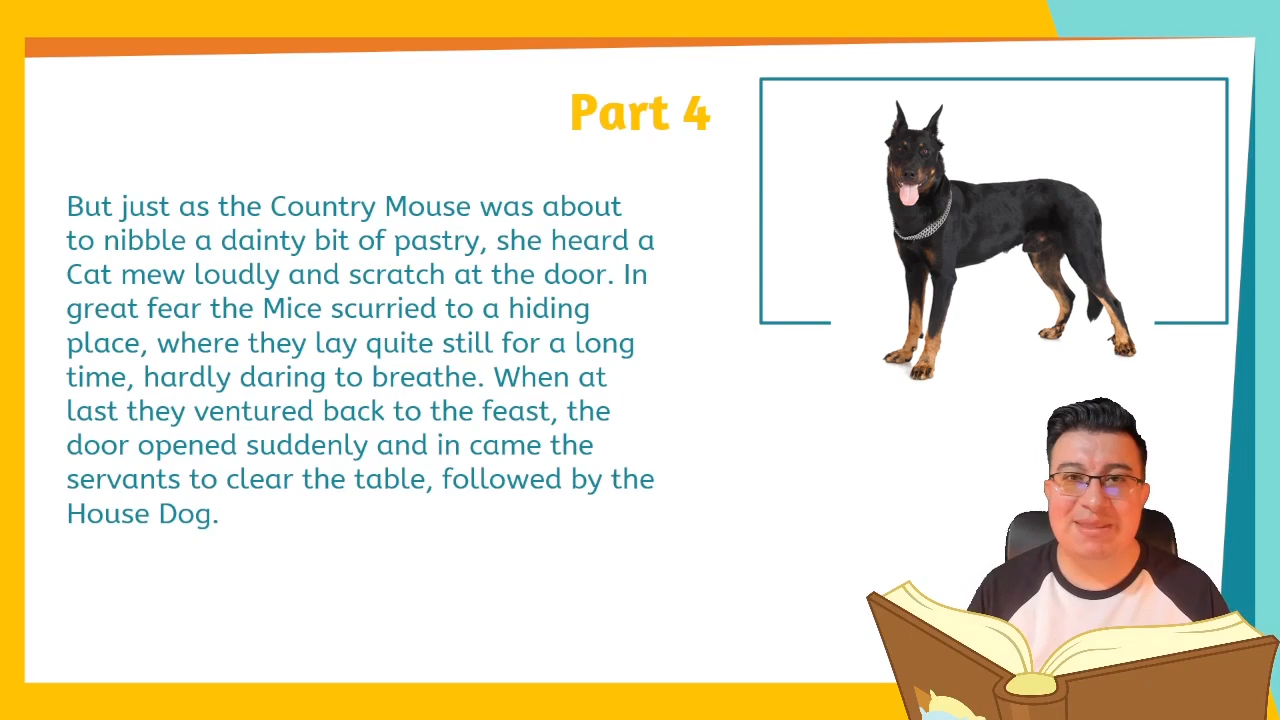 Part 4
But just as the Country Mouse was about
to nibble a dainty bit of pastry, she heard a
Cat mew loudly and scratch at the door. In
great fear the Mice scurried to a hiding
place, where they lay quite still for a long
time, hardly daring to breathe. When at
last they ventured back to the feast, the
door opened suddenly and in came the
servants to clear the table, followed by the
House Dog.